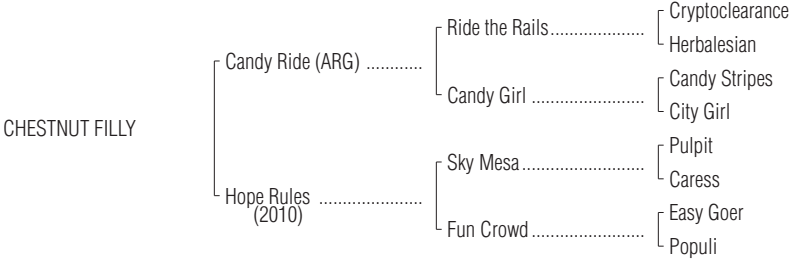 Cryptoclearance
Ride the Rails....................
Herbalesian
Candy Ride (ARG) ............
Candy Stripes
Candy Girl ........................
City Girl
CHESTNUT FILLY
Pulpit
Sky Mesa..........................
Caress
Hope Rules ......................
(2010)
Easy Goer
Fun Crowd........................
Populi